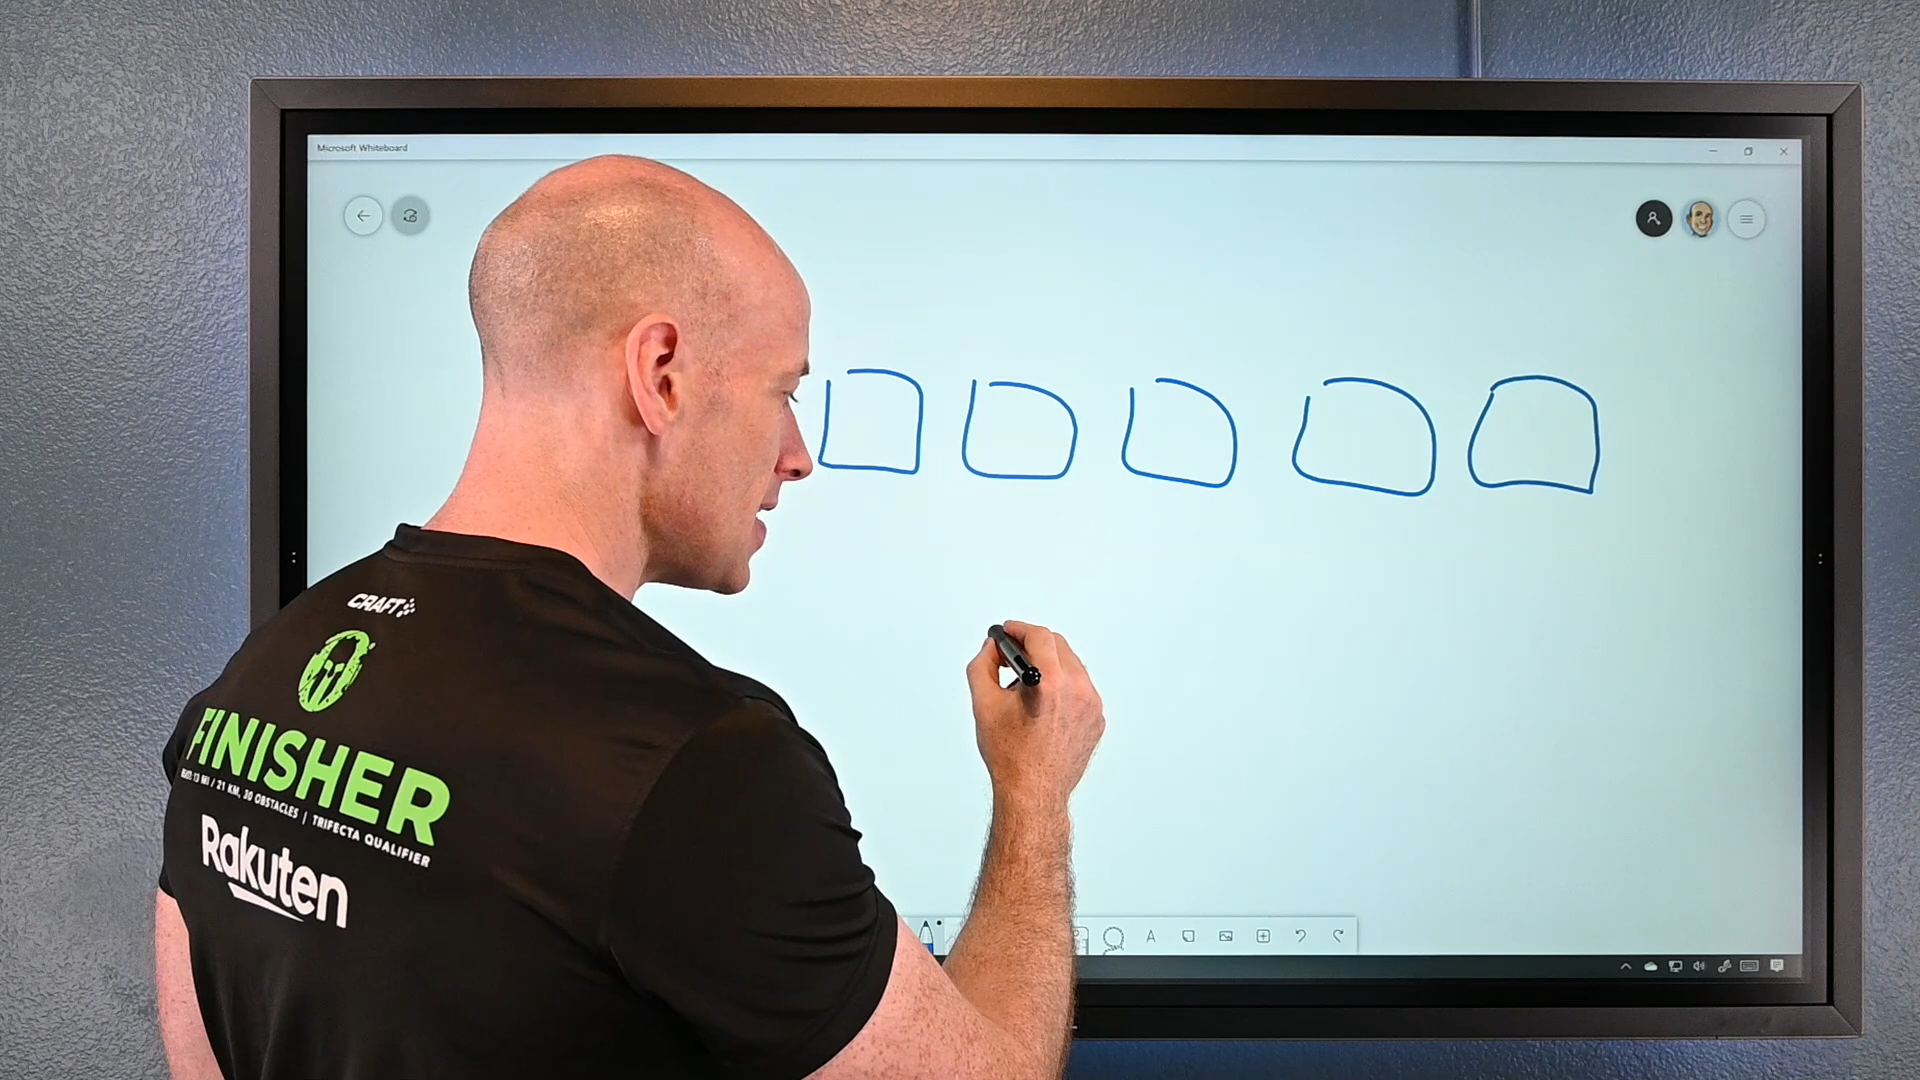 Microsoft Whiteboard
CRAFT
FINISHER
13 MI / 21 KM, 30 OBSTACLES | TRIFECTA QUALIFIER
Rakuten
A